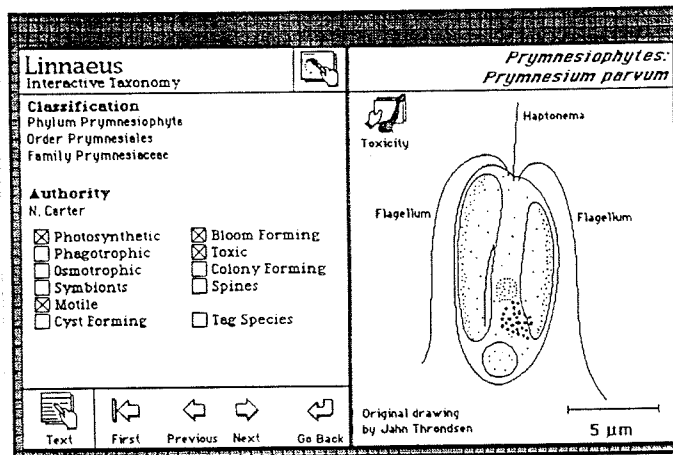 Linnaeus
Interactive Taxonomy
Classification
Phylum Prymnesiophyta
Order Prymnesiales
Family Prymnesiaceae
Authority
N. Carter
Photosynthetic
Phagotrophic
Osmotrophic
Symbionts
Motile
Cyst Forming
Bloom Forming
Toxic
Colony Forming
Spines
Tag Species
Text
First
Previous
Next
Go Back
Prymnesiophytes:
Prymnesium parvum
Toxicity
Haptonema
Flagellum
Flagellum
Original drawing
by Jahn Throndsen
5 µm